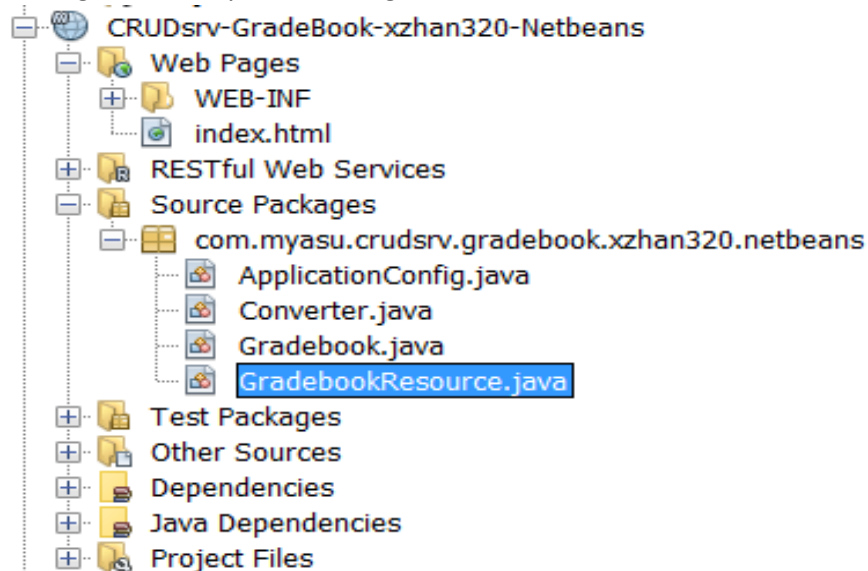 CRUDsrv-GradeBook-xzhan320-Netbeans
Web Pages
WEB-INF
index.html
RESTful Web Services
Source Packages
com.myasu.crudsrv.gradebook.xzhan320.netbeans
ApplicationConfig.java
Converter.java
Gradebook.java
GradebookResource.java
Test Packages
Other Sources
Dependencies
Java Dependencies
Project Files